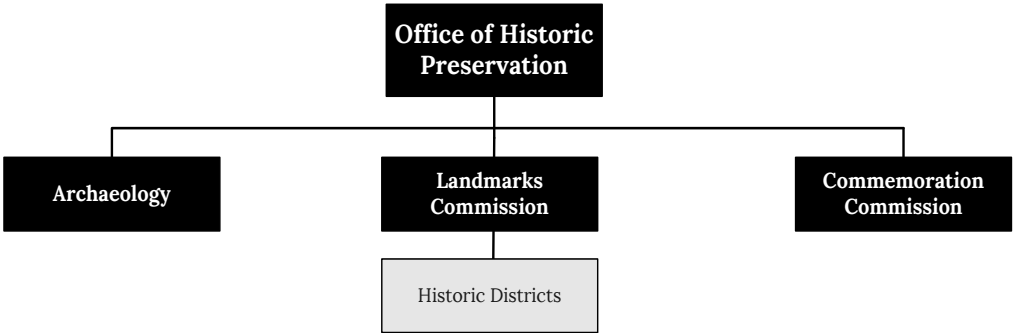 Office of Historic
Preservation
Archaeology
Landmarks
Commission
Commemoration
Commission
Historic Districts